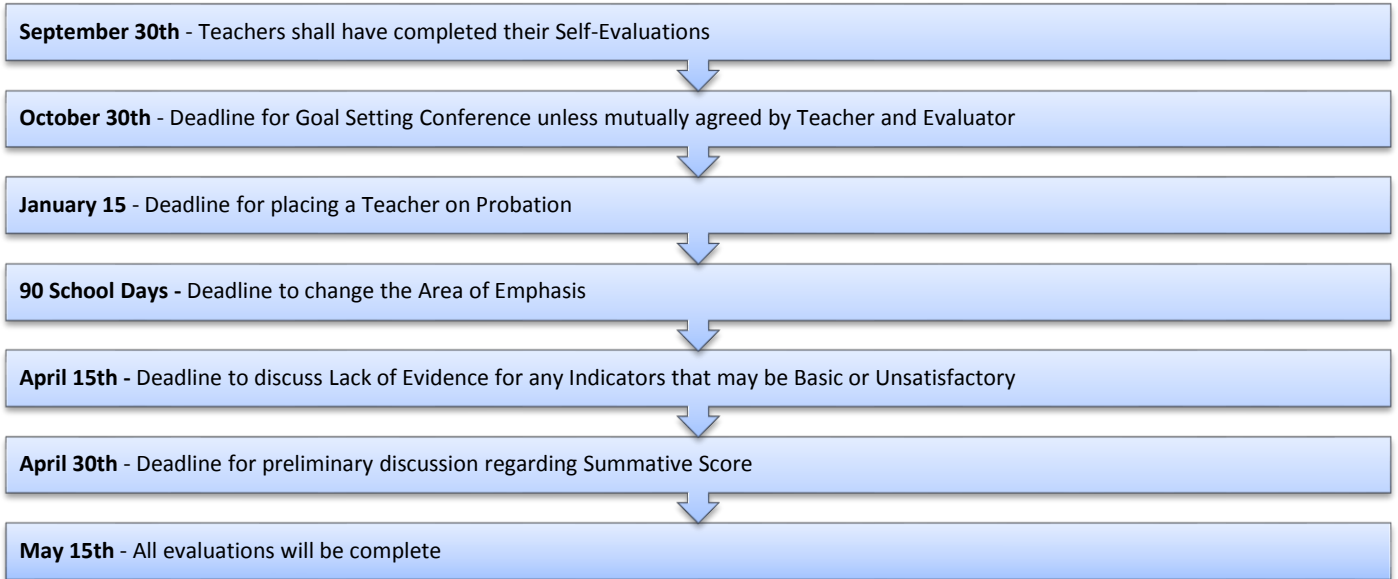 September 30th - Teachers shall have completed their Self-Evaluations
October 30th - Deadline for Goal Setting Conference unless mutually agreed by Teacher and Evaluator
January 15 - Deadline for placing a Teacher on Probation
90 School Days - Deadline to change the Area of Emphasis
April 15th - Deadline to discuss Lack of Evidence for any Indicators that may be Basic or Unsatisfactory
April 30th - Deadline for preliminary discussion regarding Summative Score
May 15th - All evaluations will be complete